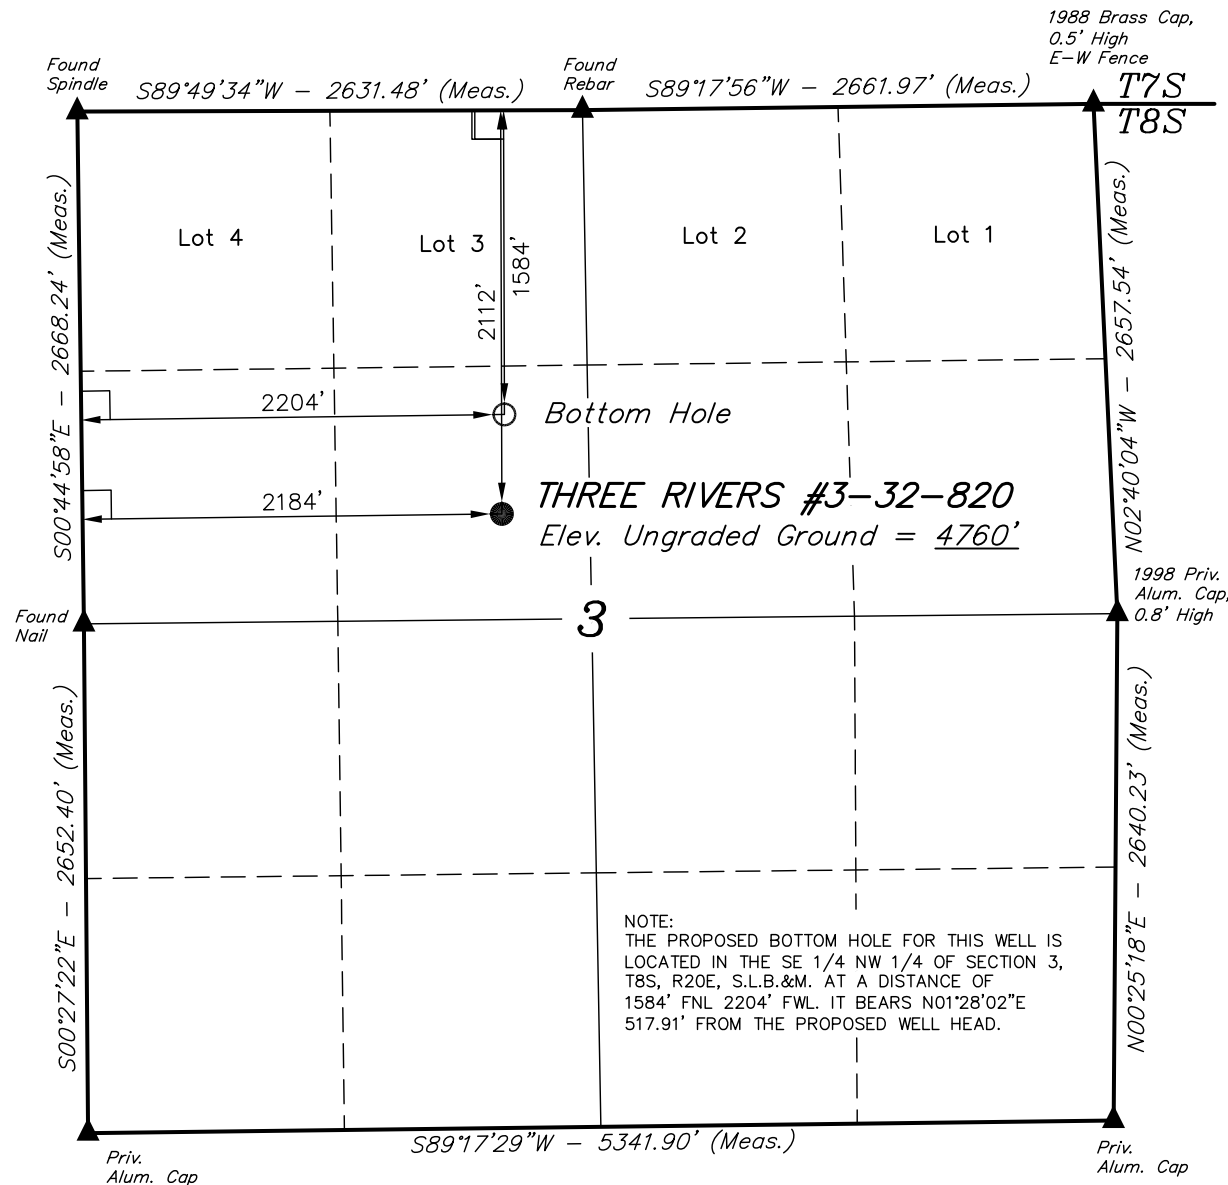 1988 Brass Cap,
0.5' High
E-W Fence
Found
Spindle
Found
Rebar
S89°49'34"W - 2631.48' (Meas.)
S89°17'56"W - 2661.97' (Meas.)
T7S
T8S
Lot 4
Lot 3
Lot 2
Lot 1
S00°44'58"E - 2668.24' (Meas.)
N02°40'04"W - 2657.54' (Meas.)
1584'
2112'
2204'
Bottom Hole
2184'
THREE RIVERS #3-32-820
Elev. Ungraded Ground = 4760'
1998 Priv.
Alum. Cap,
0.8' High
Found
Nail
3
S00°27'22"E - 2652.40' (Meas.)
N00°25'18"E - 2640.23' (Meas.)
NOTE:
THE PROPOSED BOTTOM HOLE FOR THIS WELL IS
LOCATED IN THE SE 1/4 NW 1/4 OF SECTION 3,
T8S, R20E, S.L.B.&M. AT A DISTANCE OF
1584' FNL 2204' FWL. IT BEARS N01°28'02"E
517.91' FROM THE PROPOSED WELL HEAD.
S89°17'29"W - 5341.90' (Meas.)
Priv.
Alum. Cap
Priv.
Alum. Cap